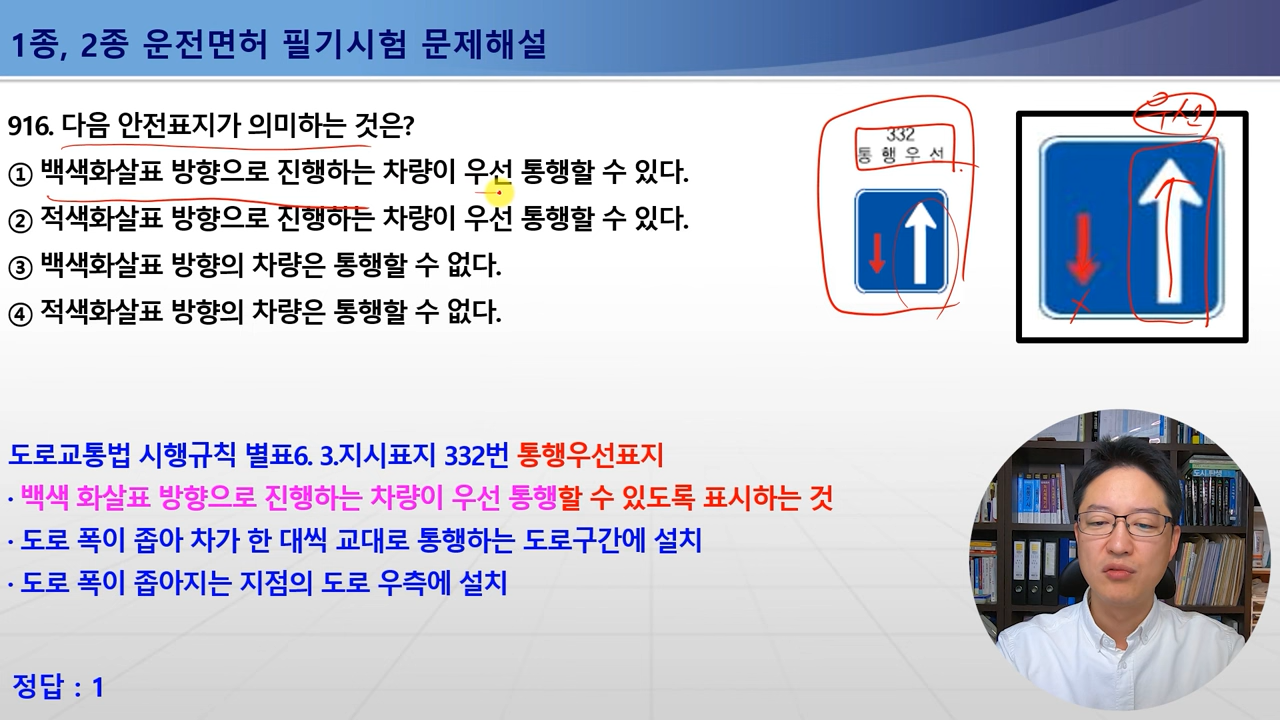 1종, 2종 운전면허 필기시험 문제해설
916. 다음 안전표지가 의미하는 것은?
① 백색화살표 방향으로 진행하는 차량이 우선 통행할 수 있다.
② 적색화살표 방향으로 진행하는 차량이 우선 통행할 수 있다.
③ 백색화살표 방향의 차량은 통행할 수 없다.
④ 적색화살표 방향의 차량은 통행할 수 없다.
332
통 행 우 선
우선
도로교통법 시행규칙 별표6. 3.지시표지 332번 통행우선표지
· 백색 화살표 방향으로 진행하는 차량이 우선 통행할 수 있도록 표시하는 것
· 도로 폭이 좁아 차가 한 대씩 교대로 통행하는 도로구간에 설치
· 도로 폭이 좁아지는 지점의 도로 우측에 설치
정답 : 1